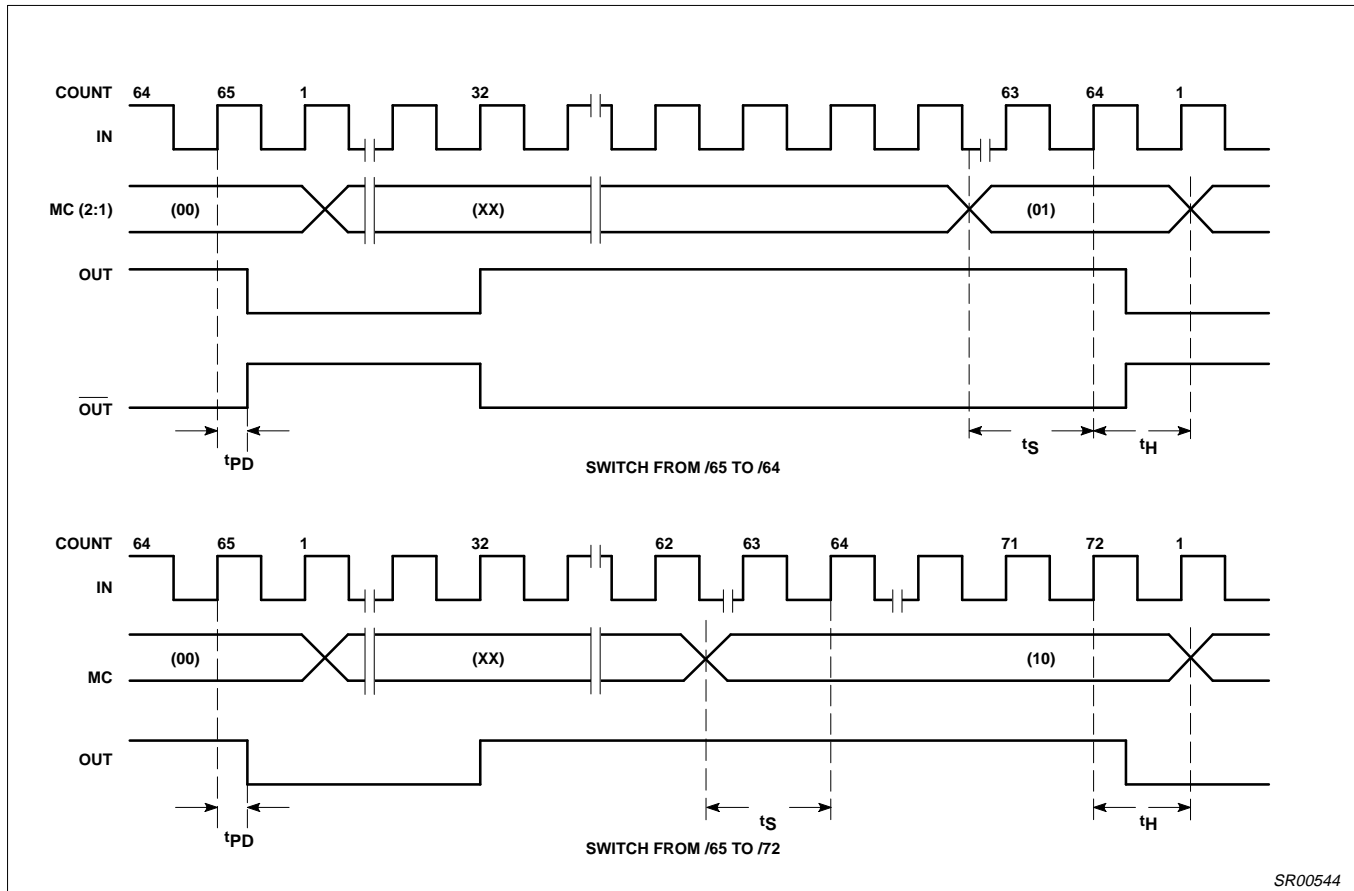 COUNT 64 65 1 32 63 64 1
IN
MC (2:1) (00) (XX) (01)
OUT
OUT
tPD tS tH
SWITCH FROM /65 TO /64
COUNT 64 65 1 32 62 63 64 71 72 1
IN
MC (00) (XX) (10)
OUT
tPD tS tH
SWITCH FROM /65 TO /72
SR00544